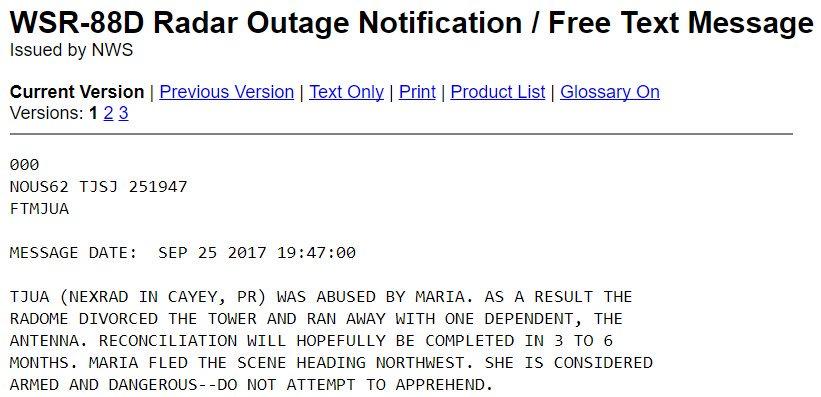 WSR-88D Radar Outage Notification / Free Text Message
Issued by NWS
Current Version | Previous Version | Text Only | Print | Product List | Glossary On
Versions: 1 2 3
000
NOUS62 TJSJ 251947
FTMJUA
MESSAGE DATE:  SEP 25 2017 19:47:00
TJUA (NEXRAD IN CAYEY, PR) WAS ABUSED BY MARIA. AS A RESULT THE
RADOME DIVORCED THE TOWER AND RAN AWAY WITH ONE DEPENDENT, THE
ANTENNA. RECONCILIATION WILL HOPEFULLY BE COMPLETED IN 3 TO 6
MONTHS. MARIA FLED THE SCENE HEADING NORTHWEST. SHE IS CONSIDERED
ARMED AND DANGEROUS--DO NOT ATTEMPT TO APPREHEND.